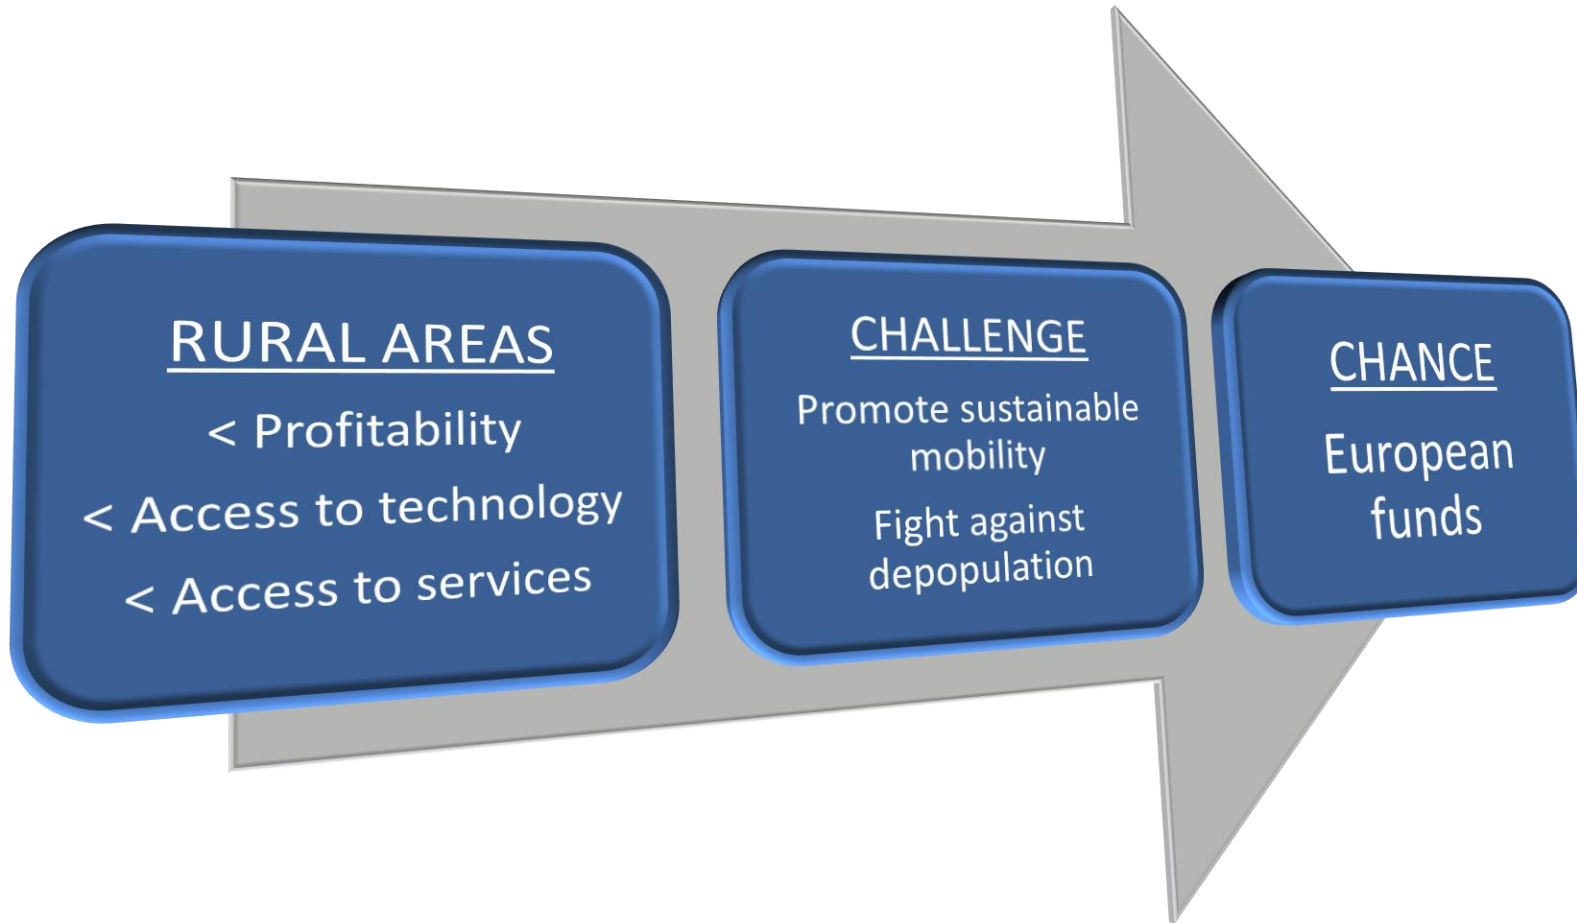 RURAL AREAS
< Profitability
< Access to technology
< Access to services
CHALLENGE
Promote sustainable
mobility
Fight against
depopulation
CHANCE
European
funds